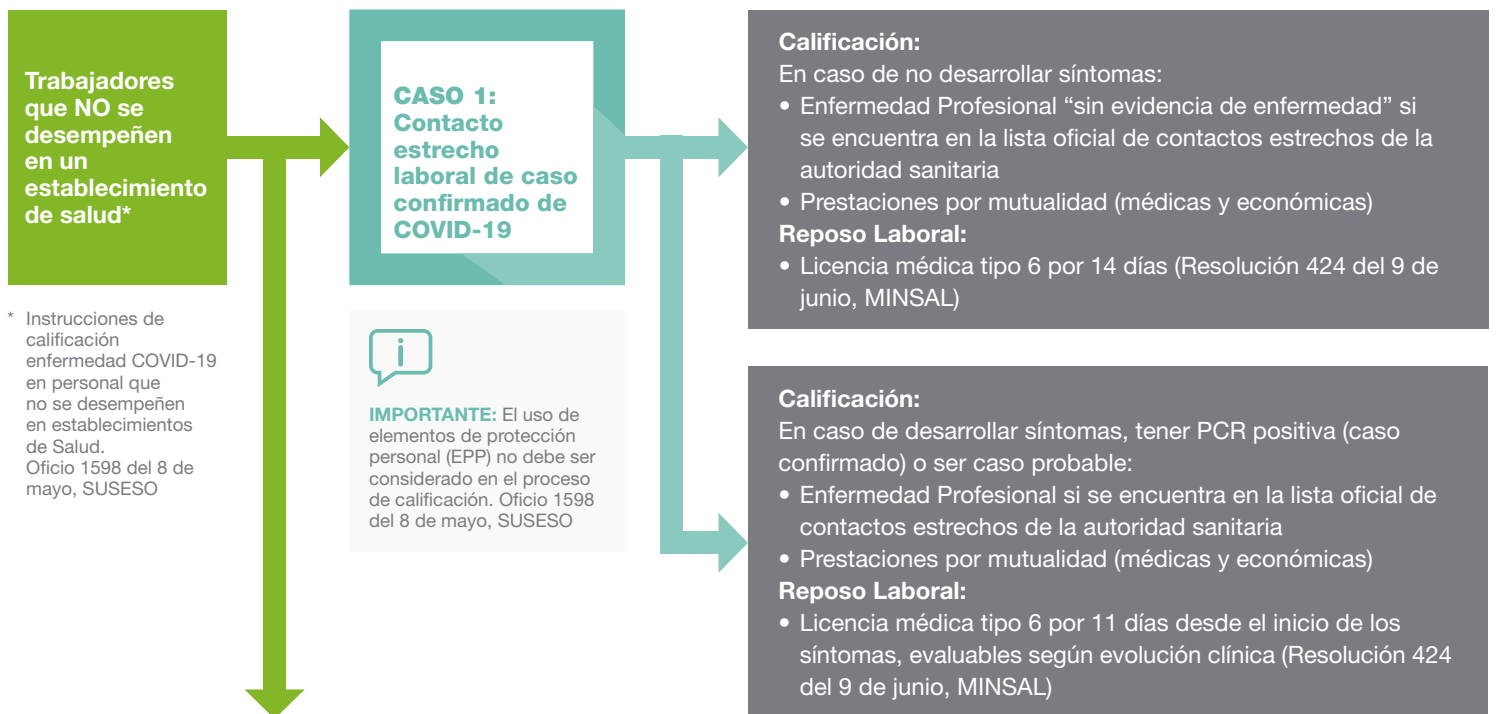 Trabajadores
que NO se
desempeñen
en un
establecimiento
de salud*
* Instrucciones de
calificación
enfermedad COVID-19
en personal que
no se desempeñen
en establecimientos
de Salud.
Oficio 1598 del 8 de
mayo, SUSESO
CASO 1:
Contacto
estrecho
laboral de caso
confirmado de
COVID-19
i
IMPORTANTE: El uso de
elementos de protección
personal (EPP) no debe ser
considerado en el proceso
de calificación. Oficio 1598
del 8 de mayo, SUSESO
Calificación:
En caso de no desarrollar síntomas:
• Enfermedad Profesional “sin evidencia de enfermedad” si
se encuentra en la lista oficial de contactos estrechos de la
autoridad sanitaria
• Prestaciones por mutualidad (médicas y económicas)
Reposo Laboral:
• Licencia médica tipo 6 por 14 días (Resolución 424 del 9 de
junio, MINSAL)
Calificación:
En caso de desarrollar síntomas, tener PCR positiva (caso
confirmado) o ser caso probable:
• Enfermedad Profesional si se encuentra en la lista oficial de
contactos estrechos de la autoridad sanitaria
• Prestaciones por mutualidad (médicas y económicas)
Reposo Laboral:
• Licencia médica tipo 6 por 11 días desde el inicio de los
síntomas, evaluables según evolución clínica (Resolución 424
del 9 de junio, MINSAL)